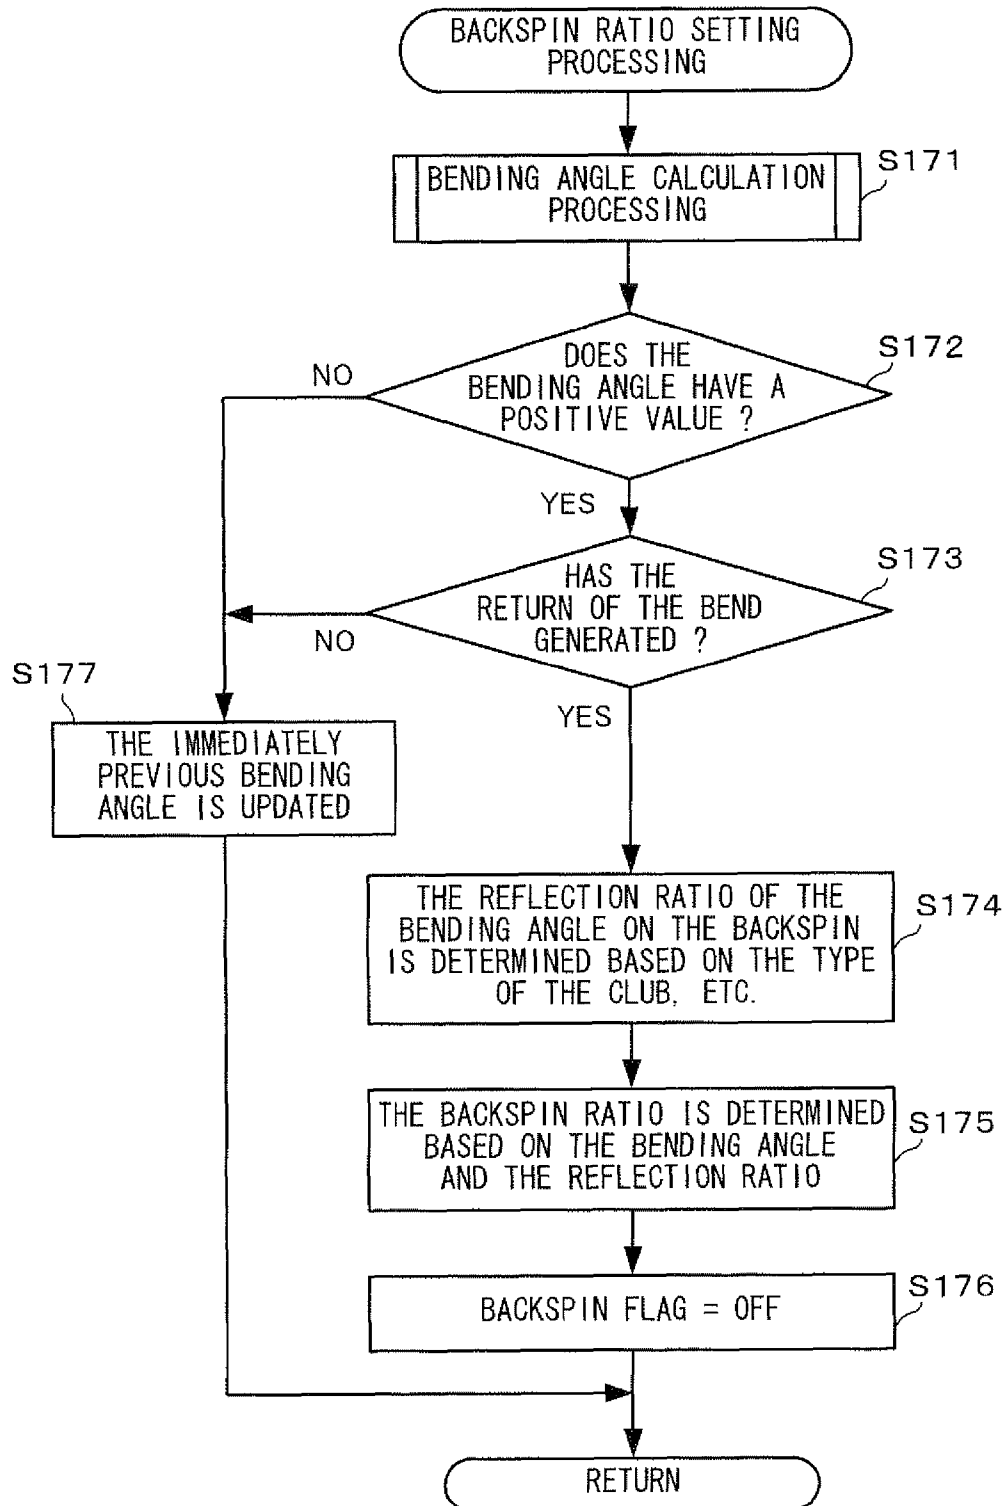 BACKSPIN RATIO SETTING
PROCESSING
S171
BENDING ANGLE CALCULATION
PROCESSING
S172
DOES THE
BENDING ANGLE HAVE A
POSITIVE VALUE ?
NO
YES
S173
HAS THE
RETURN OF THE BEND
GENERATED ?
NO
YES
S177
THE IMMEDIATELY
PREVIOUS BENDING
ANGLE IS UPDATED
S174
THE REFLECTION RATIO OF THE
BENDING ANGLE ON THE BACKSPIN
IS DETERMINED BASED ON THE TYPE
OF THE CLUB, ETC.
S175
THE BACKSPIN RATIO IS DETERMINED
BASED ON THE BENDING ANGLE
AND THE REFLECTION RATIO
S176
BACKSPIN FLAG = OFF
RETURN